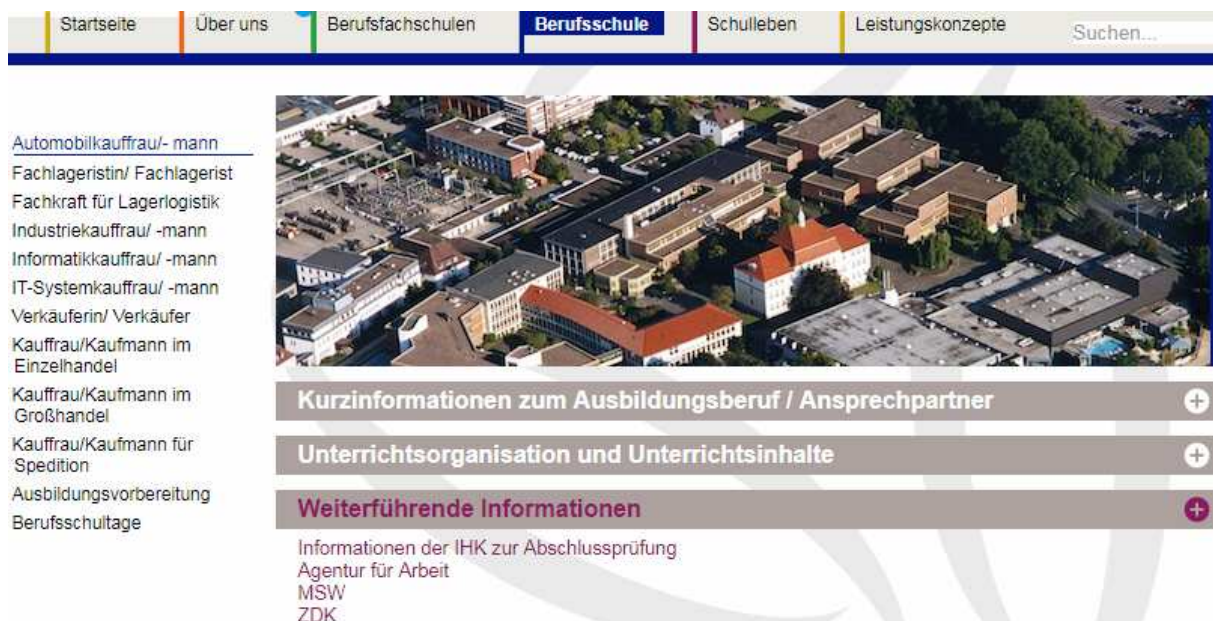 Startseite
Über uns
Berufsfachschulen
Berufsschule
Schulleben
Leistungskonzepte
Suchen...
Automobilkauffrau/- mann
Fachlageristin/ Fachlagerist
Fachkraft für Lagerlogistik
Industriekauffrau/ -mann
Informatikkauffrau/ -mann
IT-Systemkauffrau/ -mann
Verkäuferin/ Verkäufer
Kauffrau/Kaufmann im
Einzelhandel
Kauffrau/Kaufmann im
Großhandel
Kauffrau/Kaufmann für
Spedition
Ausbildungsvorbereitung
Berufsschultage
Kurzinformationen zum Ausbildungsberuf / Ansprechpartner
Unterrichtsorganisation und Unterrichtsinhalte
Weiterführende Informationen
Informationen der IHK zur Abschlussprüfung
Agentur für Arbeit
MSW
ZDK